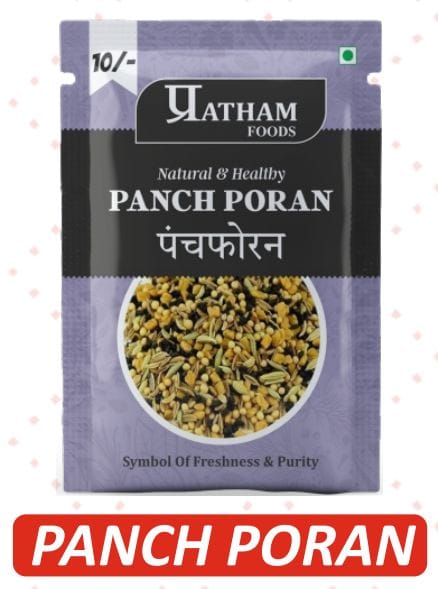 10/-
प्रATHAM
FOODS
Natural & Healthy
PANCH PORAN
पंचफोरन
Symbol Of Freshness & Purity
PANCH PORAN